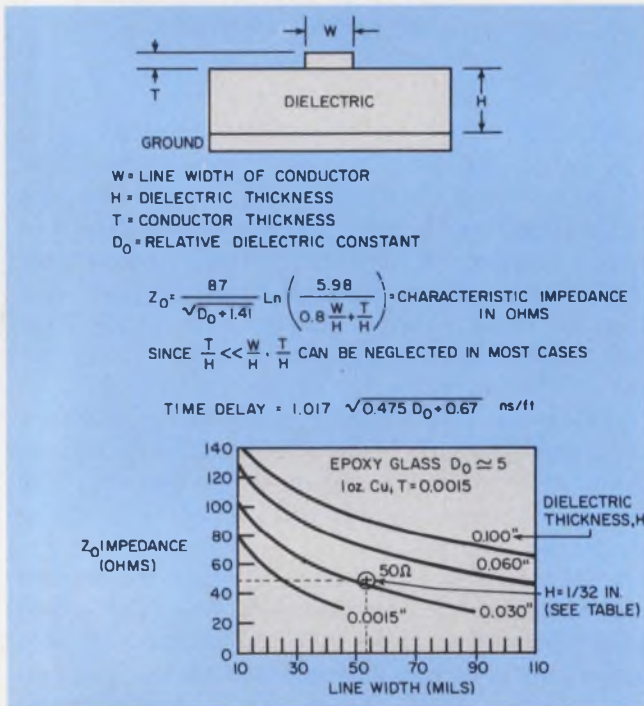 W
T
DIELECTRIC
H
GROUND
W = LINE WIDTH OF CONDUCTOR
H = DIELECTRIC THICKNESS
T = CONDUCTOR THICKNESS
D₀ = RELATIVE DIELECTRIC CONSTANT
Z₀ = 87 / √(D₀ + 1.41) Ln ( 5.98 / (0.8 W/H + T/H) ) = CHARACTERISTIC IMPEDANCE
IN OHMS
SINCE T/H << W/H , T/H CAN BE NEGLECTED IN MOST CASES
TIME DELAY = 1.017 √(0.475 D₀ + 0.67) ns/ft
140
120
100
80
60
40
20
0
Z₀ IMPEDANCE
(OHMS)
EPOXY GLASS D₀ ≃ 5
1 oz. Cu, T = 0.0015
DIELECTRIC
THICKNESS, H
0.100"
0.060"
50Ω
H = 1/32 IN.
(SEE TABLE)
0.0015"
0.030"
10 30 50 70 90 110
LINE WIDTH (MILS)